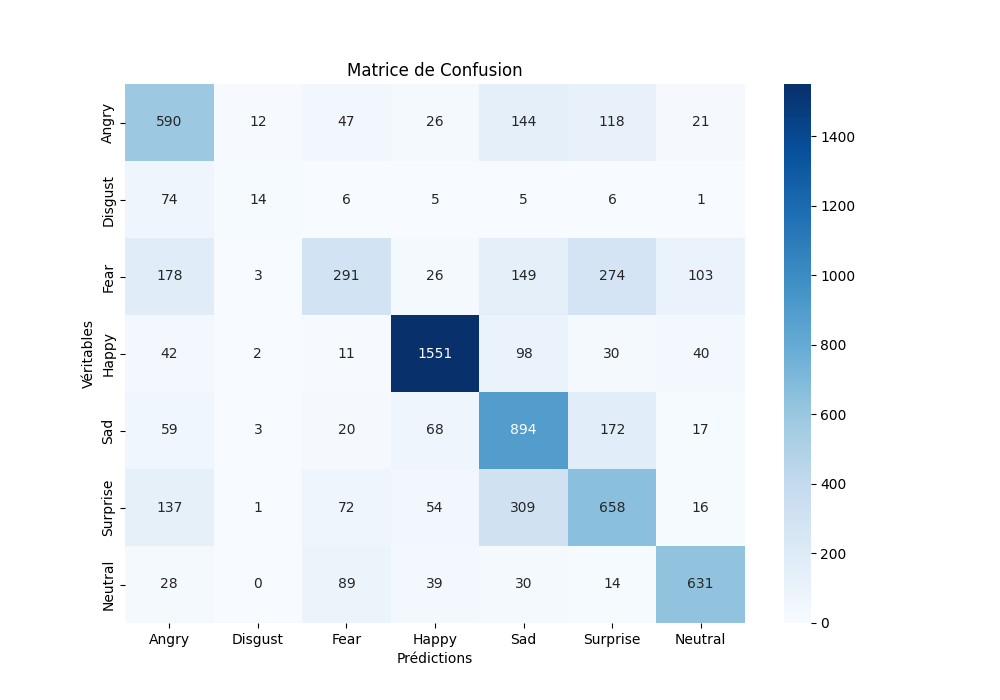 Matrice de Confusion
Véritables
Angry 590 12 47 26 144 118 21
Disgust 74 14 6 5 5 6 1
Fear 178 3 291 26 149 274 103
Happy 42 2 11 1551 98 30 40
Sad 59 3 20 68 894 172 17
Surprise 137 1 72 54 309 658 16
Neutral 28 0 89 39 30 14 631
Angry Disgust Fear Happy Sad Surprise Neutral
Prédictions
1400
1200
1000
800
600
400
200
0